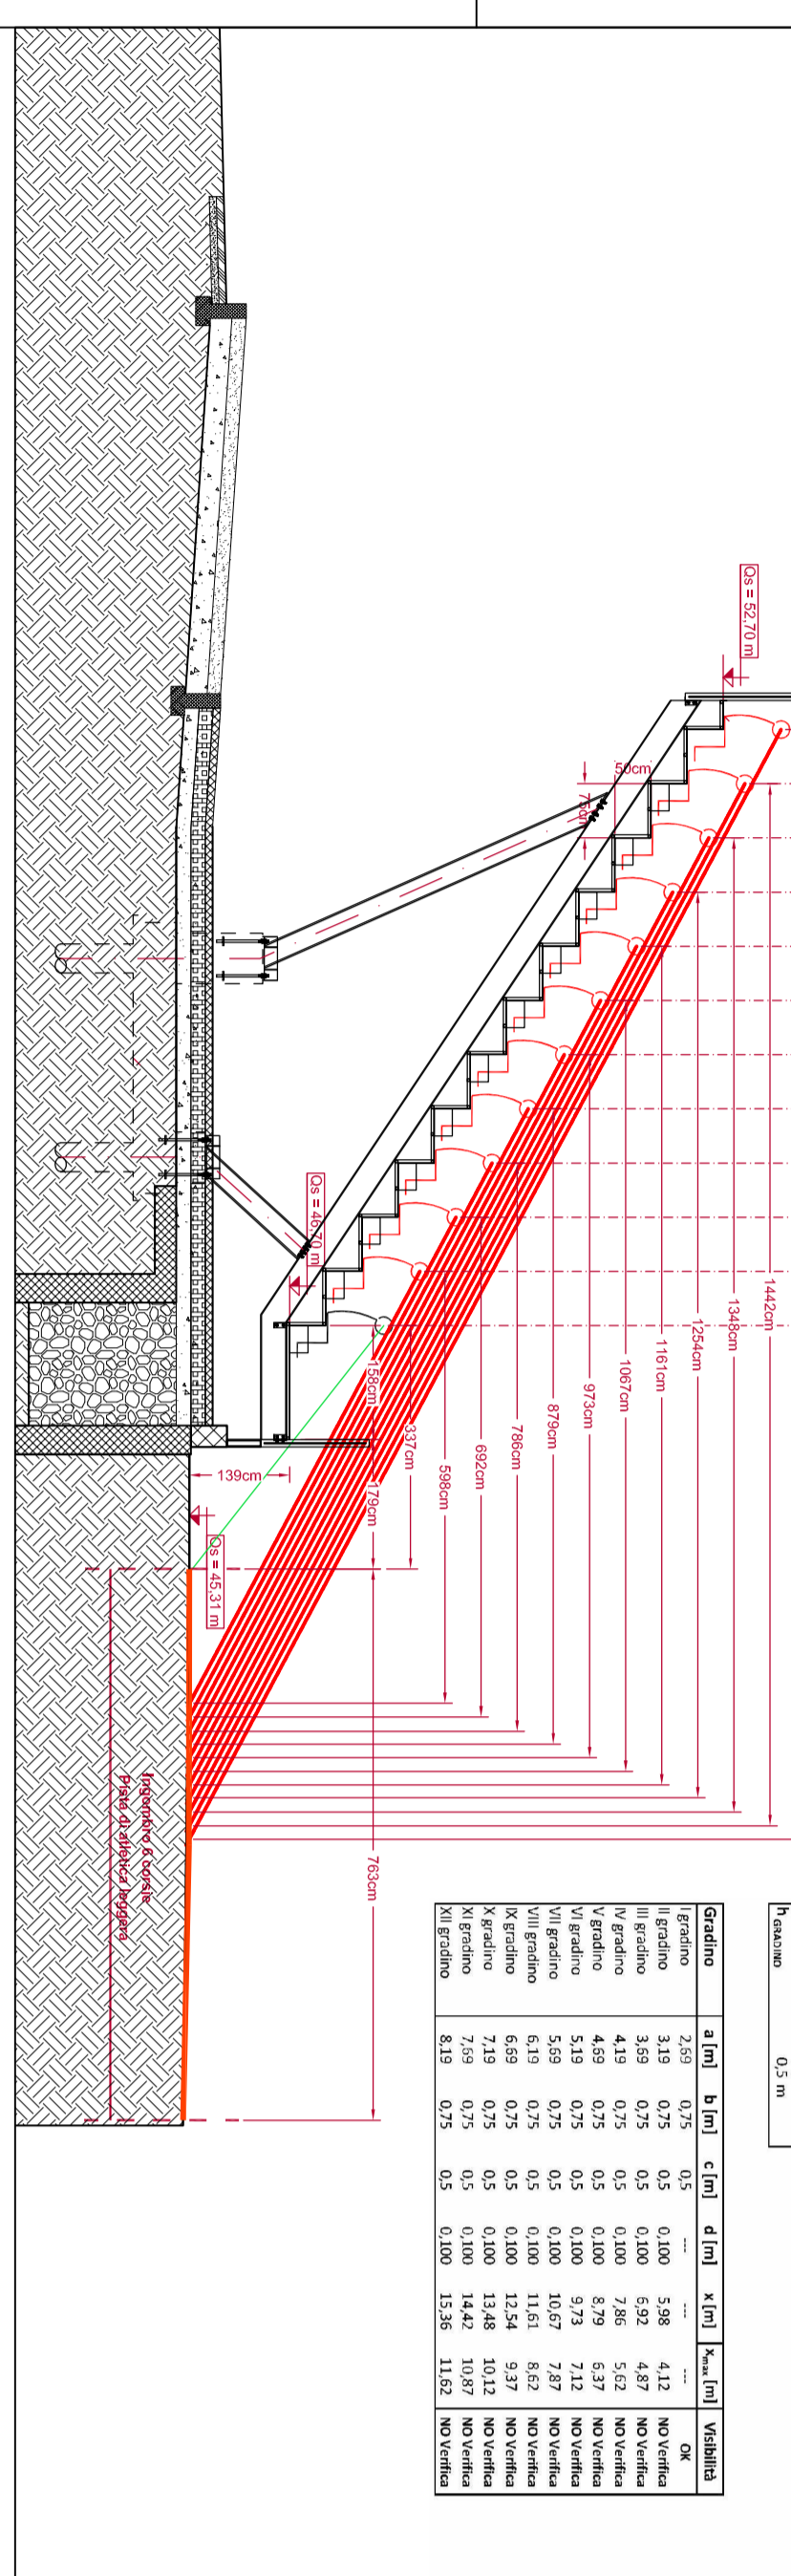 Qs = 52,70 m
50cm
75cm
Qs = 46,70 m
158cm
337cm
179cm
139cm
Qs = 45,31 m
598cm
692cm
786cm
879cm
973cm
1067cm
1161cm
1254cm
1348cm
1442cm
763cm
Ingombro 6 corsie
Pista di atletica leggera
h GRADINO 0,5 m
Gradino a [m] b [m] c [m] d [m] x [m] xmax [m] Visibilità
I gradino 2,69 0,75 0,5 --- --- --- OK
II gradino 3,19 0,75 0,5 0,100 5,98 4,12 NO Verifica
III gradino 3,69 0,75 0,5 0,100 6,92 4,87 NO Verifica
IV gradino 4,19 0,75 0,5 0,100 7,86 5,62 NO Verifica
V gradino 4,69 0,75 0,5 0,100 8,79 6,37 NO Verifica
VI gradino 5,19 0,75 0,5 0,100 9,73 7,12 NO Verifica
VII gradino 5,69 0,75 0,5 0,100 10,67 7,87 NO Verifica
VIII gradino 6,19 0,75 0,5 0,100 11,61 8,62 NO Verifica
IX gradino 6,69 0,75 0,5 0,100 12,54 9,37 NO Verifica
X gradino 7,19 0,75 0,5 0,100 13,48 10,12 NO Verifica
XI gradino 7,69 0,75 0,5 0,100 14,42 10,87 NO Verifica
XII gradino 8,19 0,75 0,5 0,100 15,36 11,62 NO Verifica